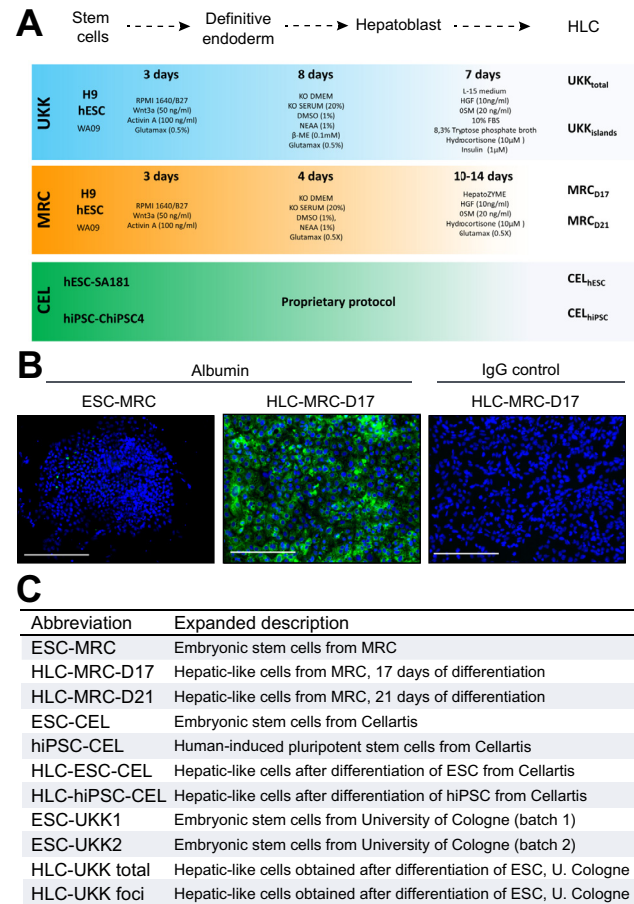 A
Stem cells
Definitive endoderm
Hepatoblast
HLC
UKK
H9
hESC
WA09
3 days
RPMI 1640/B27
Wnt3a (50 ng/ml)
Activin A (100 ng/ml)
Glutamax (0.5%)
8 days
KO DMEM
KO SERUM (20%)
DMSO (1%)
NEAA (1%)
β-ME (0.1mM)
Glutamax (0.5%)
7 days
L-15 medium
HGF (10ng/ml)
0SM (20 ng/ml)
10% FBS
8,3% Tryptose phosphate broth
Hydrocortisone (10μM )
Insulin (1μM)
UKKtotal
UKKislands
MRC
H9
hESC
WA09
3 days
RPMI 1640/B27
Wnt3a (50 ng/ml)
Activin A (100 ng/ml)
4 days
KO DMEM
KO SERUM (20%)
DMSO (1%),
NEAA (1%)
Glutamax (0.5X)
10-14 days
HepatoZYME
HGF (10ng/ml)
0SM (20 ng/ml)
Hydrocortisone (10μM )
Glutamax (0.5X)
MRCD17
MRCD21
CEL
hESC-SA181
hiPSC-ChiPSC4
Proprietary protocol
CELhESC
CELhiPSC
B
Albumin
IgG control
ESC-MRC
HLC-MRC-D17
HLC-MRC-D17
C
Abbreviation Expanded description
ESC-MRC Embryonic stem cells from MRC
HLC-MRC-D17 Hepatic-like cells from MRC, 17 days of differentiation
HLC-MRC-D21 Hepatic-like cells from MRC, 21 days of differentiation
ESC-CEL Embryonic stem cells from Cellartis
hiPSC-CEL Human-induced pluripotent stem cells from Cellartis
HLC-ESC-CEL Hepatic-like cells after differentiation of ESC from Cellartis
HLC-hiPSC-CEL Hepatic-like cells after differentiation of hiPSC from Cellartis
ESC-UKK1 Embryonic stem cells from University of Cologne (batch 1)
ESC-UKK2 Embryonic stem cells from University of Cologne (batch 2)
HLC-UKK total Hepatic-like cells obtained after differentiation of ESC, U. Cologne
HLC-UKK foci Hepatic-like cells obtained after differentiation of ESC, U. Cologne